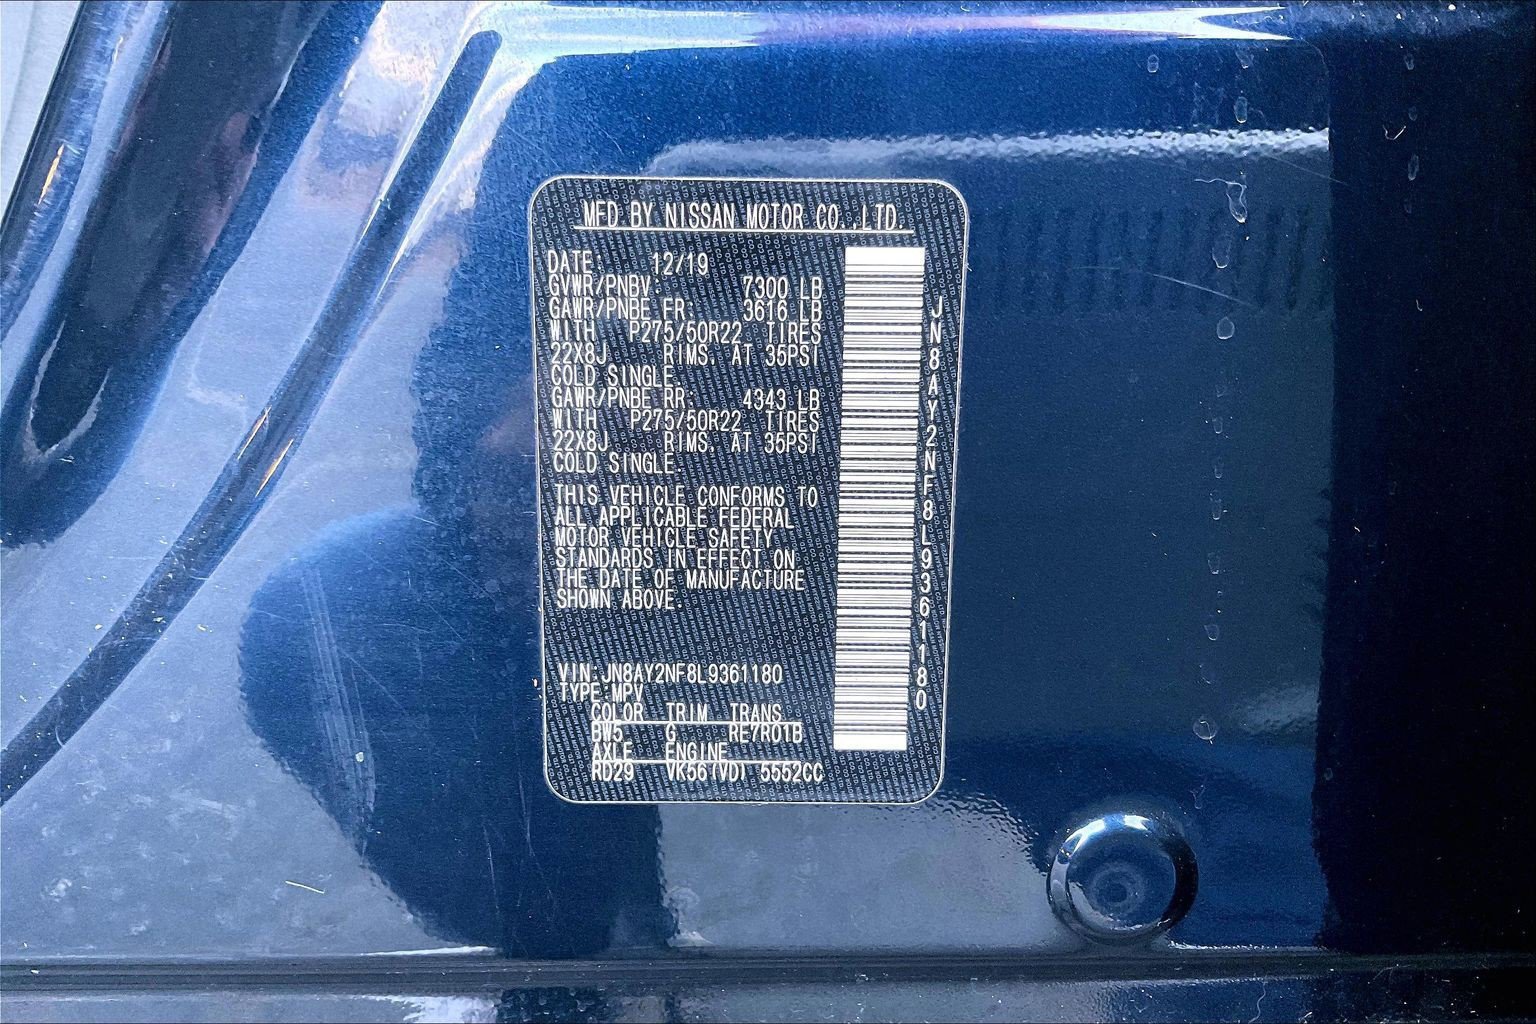 MFD BY NISSAN MOTOR CO.,LTD.
DATE 12/19
GVWR/PNBV: 7300 LB
GAWR/PNBE FR: 3616 LB
WITH P275/50R22 TIRES
22X8J RIMS, AT 35PSI
COLD SINGLE
GAWR/PNBE RR: 4343 LB
WITH P275/50R22 TIRES
22X8J RIMS, AT 35PSI
COLD SINGLE
THIS VEHICLE CONFORMS TO
ALL APPLICABLE FEDERAL
MOTOR VEHICLE SAFETY
STANDARDS IN EFFECT ON
THE DATE OF MANUFACTURE
SHOWN ABOVE.
VIN:JN8AY2NF8L9361180
TYPE:MPV
COLOR TRIM TRANS
BW5 G RE7R01B
AXLE ENGINE
RD29 VK56(VD) 5552CC
JN8AY2NF8L9361180